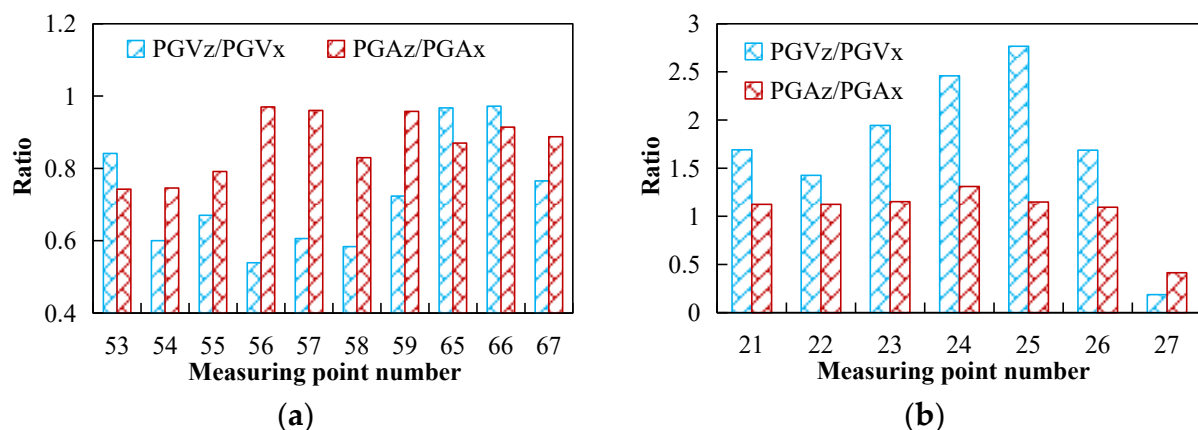 1.2
1
0.8
0.6
0.4
Ratio
PGVz/PGVx PGAz/PGAx
53 54 55 56 57 58 59 65 66 67
Measuring point number
(a)
3
2.5
2
1.5
1
0.5
0
Ratio
PGVz/PGVx
PGAz/PGAx
21 22 23 24 25 26 27
Measuring point number
(b)